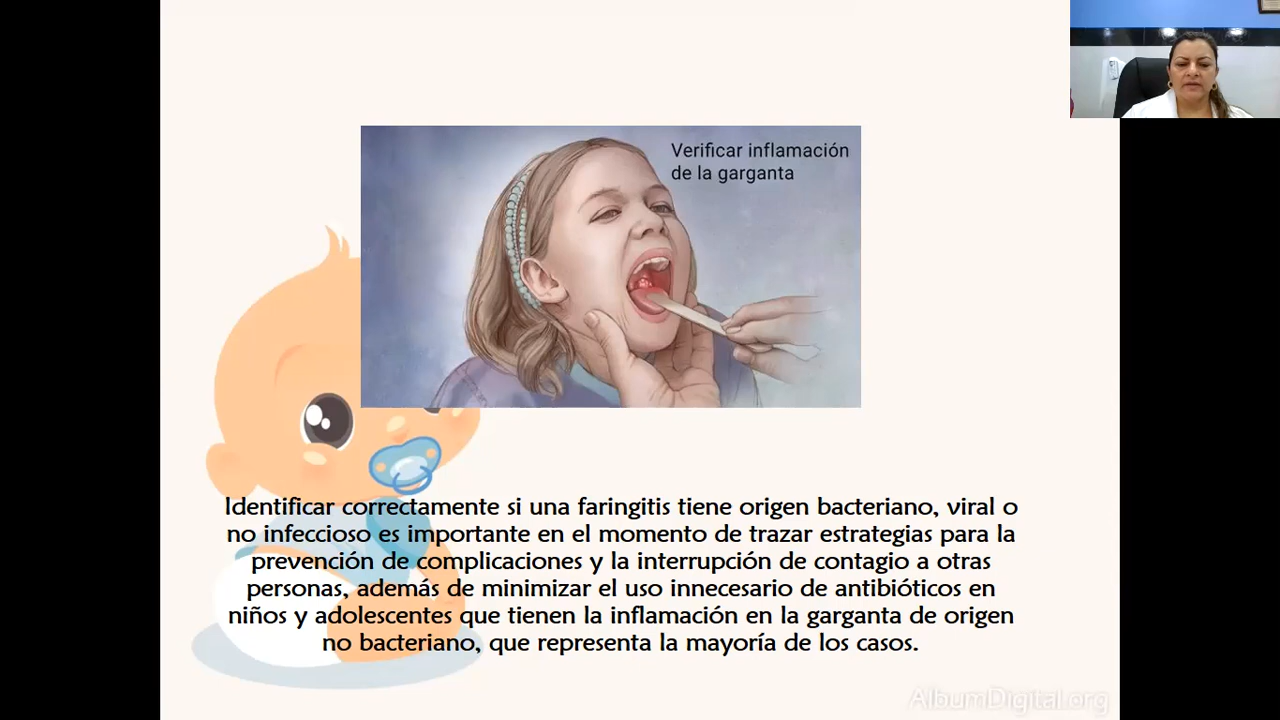 Verificar inflamación
de la garganta
Identificar correctamente si una faringitis tiene origen bacteriano, viral o
no infeccioso es importante en el momento de trazar estrategias para la
prevención de complicaciones y la interrupción de contagio a otras
personas, además de minimizar el uso innecesario de antibióticos en
niños y adolescentes que tienen la inflamación en la garganta de origen
no bacteriano, que representa la mayoría de los casos.
AlbumDigital.org